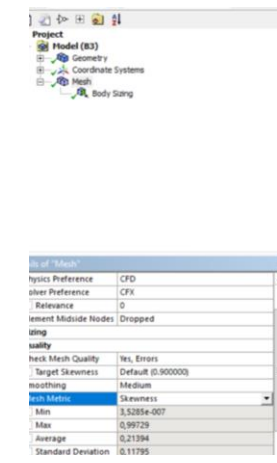 Project
Model (B3)
Geometry
Coordinate Systems
Mesh
Body Sizing
ails of "Mesh"
hysics Preference CFD
olver Preference CFX
Relevance 0
lement Midside Nodes Dropped
izing
uality
heck Mesh Quality Yes, Errors
Target Skewness Default (0.900000)
moothing Medium
esh Metric Skewness
Min 3,5285e-007
Max 0,99729
Average 0,21394
Standard Deviation 0,11795